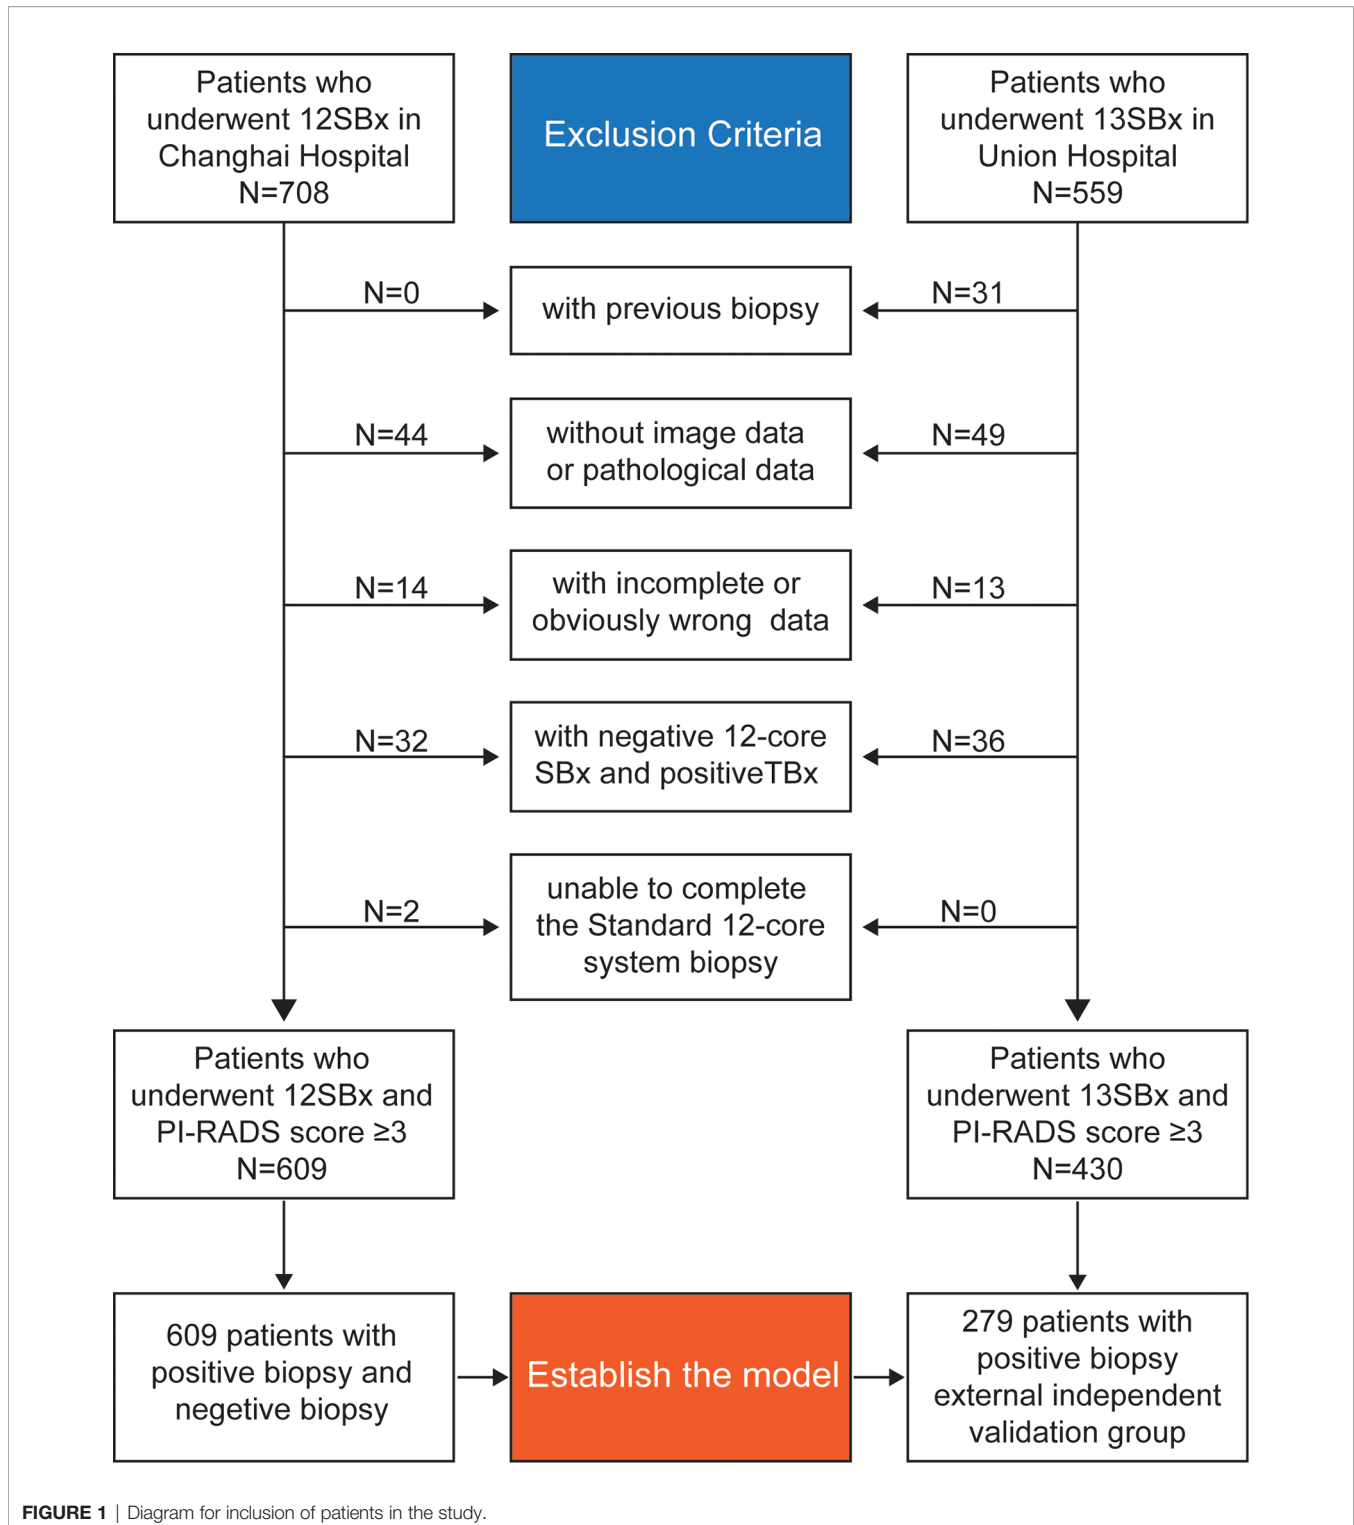 Patients who
underwent 12SBx in
Changhai Hospital
N=708
Exclusion Criteria
Patients who
underwent 13SBx in
Union Hospital
N=559
N=0
with previous biopsy
N=31
N=44
without image data
or pathological data
N=49
N=14
with incomplete or
obviously wrong data
N=13
N=32
with negative 12-core
SBx and positiveTBx
N=36
N=2
unable to complete
the Standard 12-core
system biopsy
N=0
Patients who
underwent 12SBx and
PI-RADS score ≥3
N=609
Patients who
underwent 13SBx and
PI-RADS score ≥3
N=430
609 patients with
positive biopsy and
negetive biopsy
Establish the model
279 patients with
positive biopsy
external independent
validation group
FIGURE 1 | Diagram for inclusion of patients in the study.